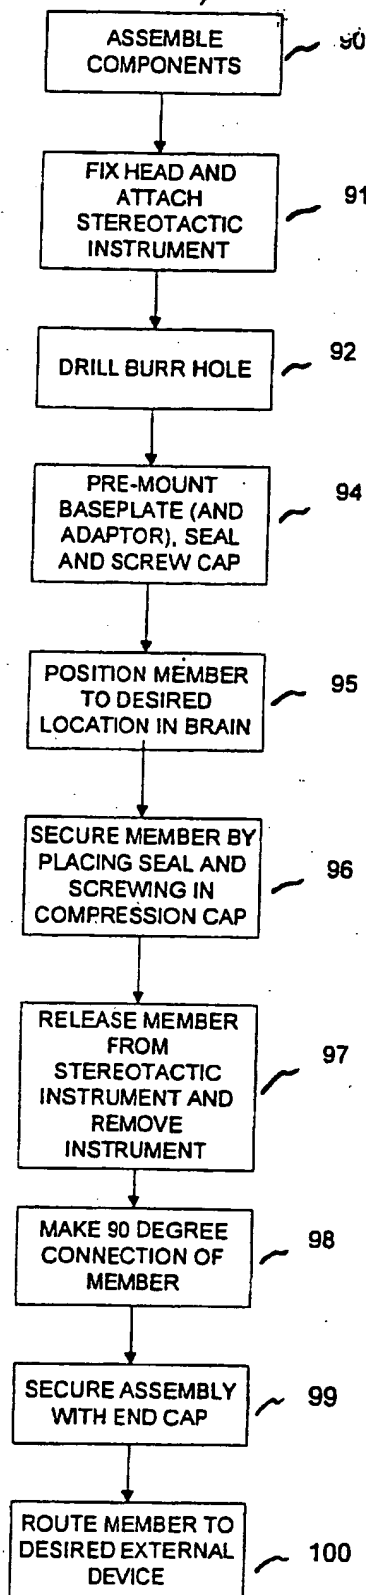 ASSEMBLE
COMPONENTS
90
FIX HEAD AND
ATTACH
STEREOTACTIC
INSTRUMENT
91
DRILL BURR HOLE
92
PRE-MOUNT
BASEPLATE (AND
ADAPTOR), SEAL
AND SCREW CAP
94
POSITION MEMBER
TO DESIRED
LOCATION IN BRAIN
95
SECURE MEMBER BY
PLACING SEAL AND
SCREWING IN
COMPRESSION CAP
96
RELEASE MEMBER
FROM
STEREOTACTIC
INSTRUMENT AND
REMOVE
INSTRUMENT
97
MAKE 90 DEGREE
CONNECTION OF
MEMBER
98
SECURE ASSEMBLY
WITH END CAP
99
ROUTE MEMBER TO
DESIRED EXTERNAL
DEVICE
100